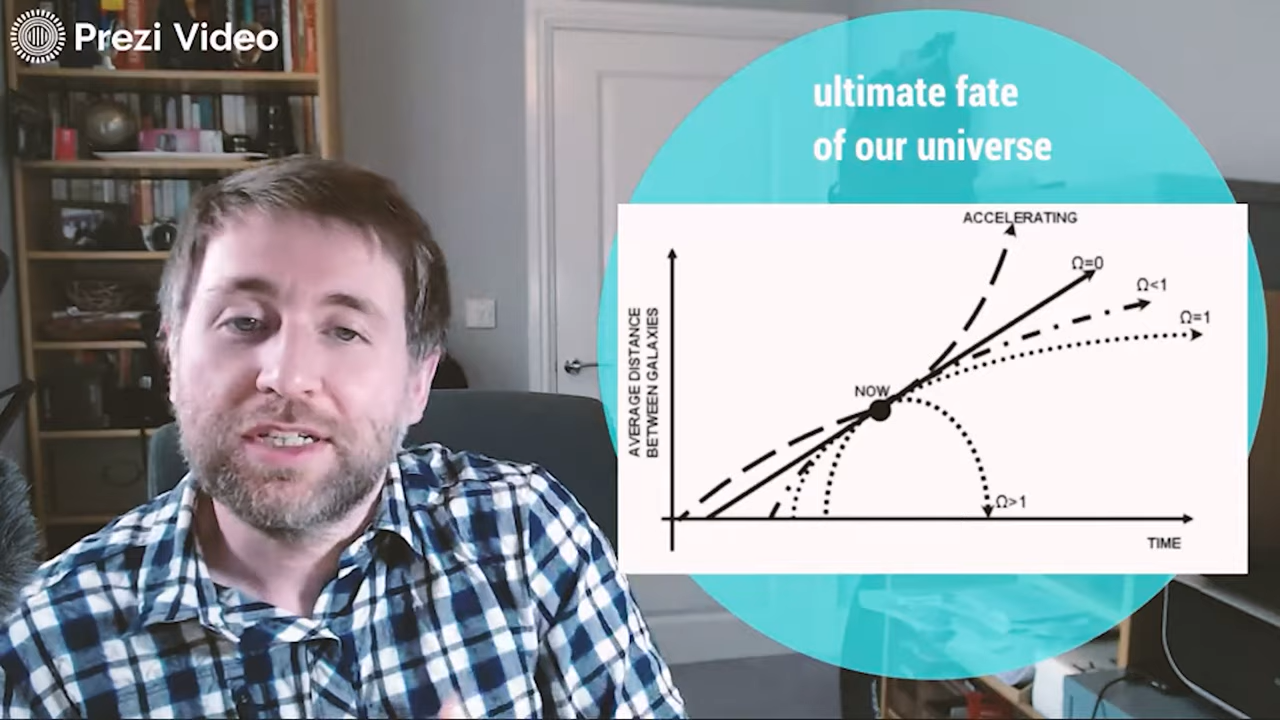 Prezi Video
ultimate fate
of our universe
ACCELERATING
Ω=0
Ω<1
Ω=1
AVERAGE DISTANCE
BETWEEN GALAXIES
NOW
Ω>1
TIME